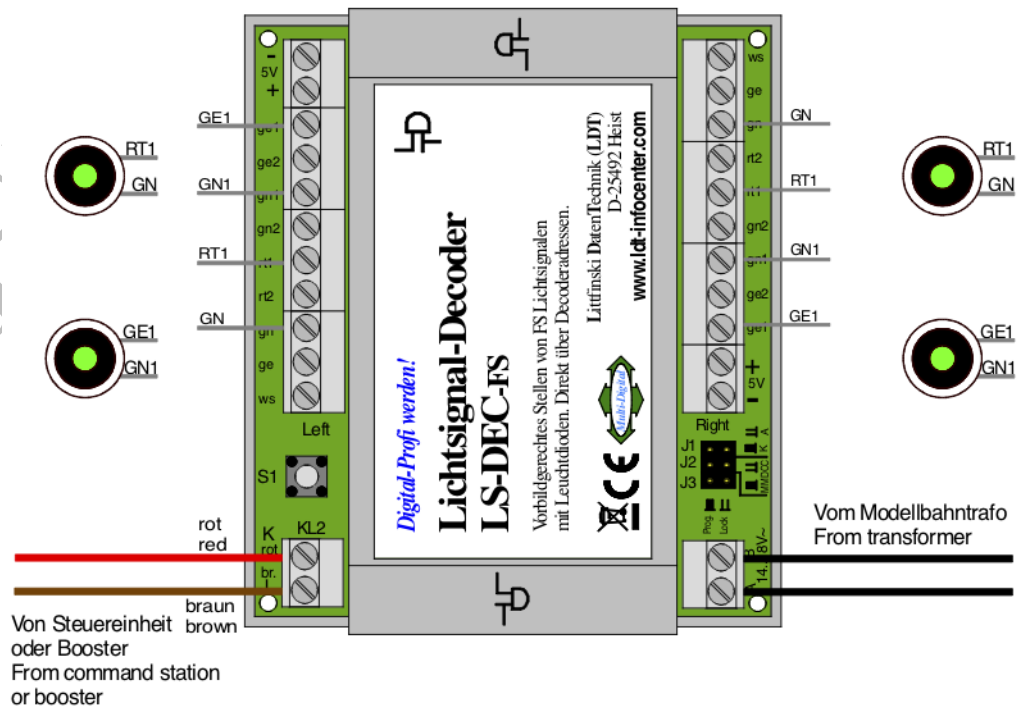 -
5V
+
ge1
ge2
gn1
gn2
rt1
rt2
gn
ge
ws
Left
S1
KL2
K
rot
br.
GE1
GN1
RT1
GN
RT1
GN
GE1
GN1
rot
red
braun
brown
Von Steuereinheit
oder Booster
From command station
or booster
Digital-Profi werden!
Lichtsignal-Decoder
LS-DEC-FS
Vorbildgerechtes Stellen von FS Lichtsignalen
mit Leuchtdioden. Direkt über Decoderadressen.
Littfinski DatenTechnik (LDT)
D-25492 Heist
www.ldt-infocenter.com
Multi-Digital
CE
ws
ge
gn
rt2
rt1
gn2
gn1
ge2
ge1
+
5V
-
Right
J1
J2
J3
A
K
MM
DCC
Prog.
Lock
14...18V~
GN
RT1
GN1
GE1
RT1
GN
GE1
GN1
Vom Modellbahntrafo
From transformer